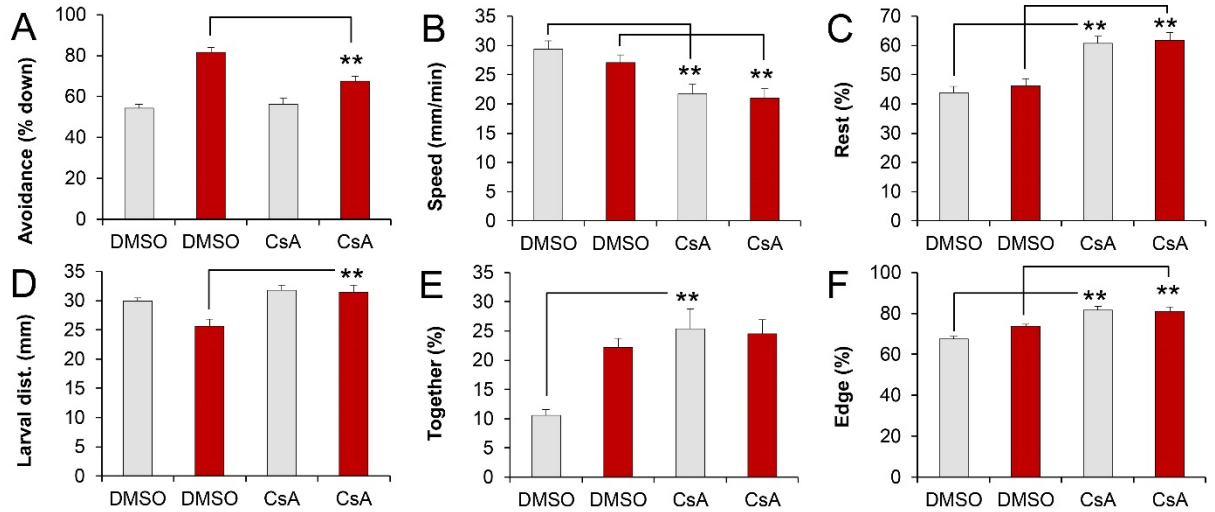 A
Avoidance (% down)
100
80
60
40
20
0
**
DMSO DMSO CsA CsA
B
Speed (mm/min)
35
30
25
20
15
10
5
0
** **
DMSO DMSO CsA CsA
C
Rest (%)
70
60
50
40
30
20
10
0
** **
DMSO DMSO CsA CsA
D
Larval dist. (mm)
35
30
25
20
15
10
5
0
**
DMSO DMSO CsA CsA
E
Together (%)
35
30
25
20
15
10
5
0
**
DMSO DMSO CsA CsA
F
Edge (%)
100
80
60
40
20
0
** **
DMSO DMSO CsA CsA